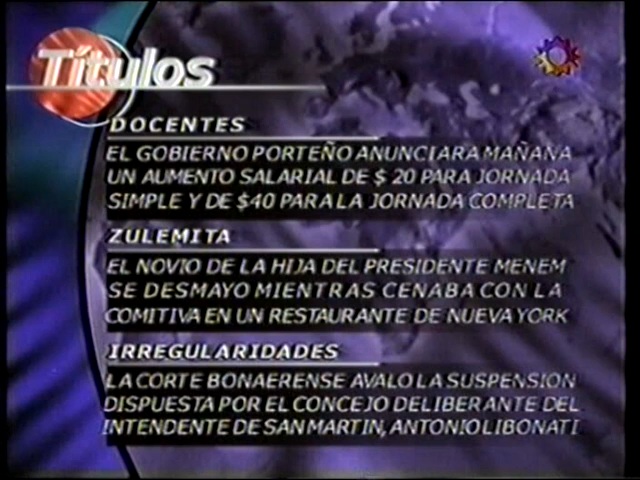 Títulos
DOCENTES
EL GOBIERNO PORTEÑO ANUNCIARA MAÑANA
UN AUMENTO SALARIAL DE $ 20 PARA JORNADA
SIMPLE Y DE $40 PARA LA JORNADA COMPLETA
ZULEMITA
EL NOVIO DE LA HIJA DEL PRESIDENTE MENEM
SE DESMAYO MIENTRAS CENABA CON LA
COMITIVA EN UN RESTAURANTE DE NUEVA YORK
IRREGULARIDADES
LA CORTE BONAERENSE AVALO LA SUSPENSION
DISPUESTA POR EL CONCEJO DELIBERANTE DEL
INTENDENTE DE SAN MARTIN, ANTONIO LIBONATI